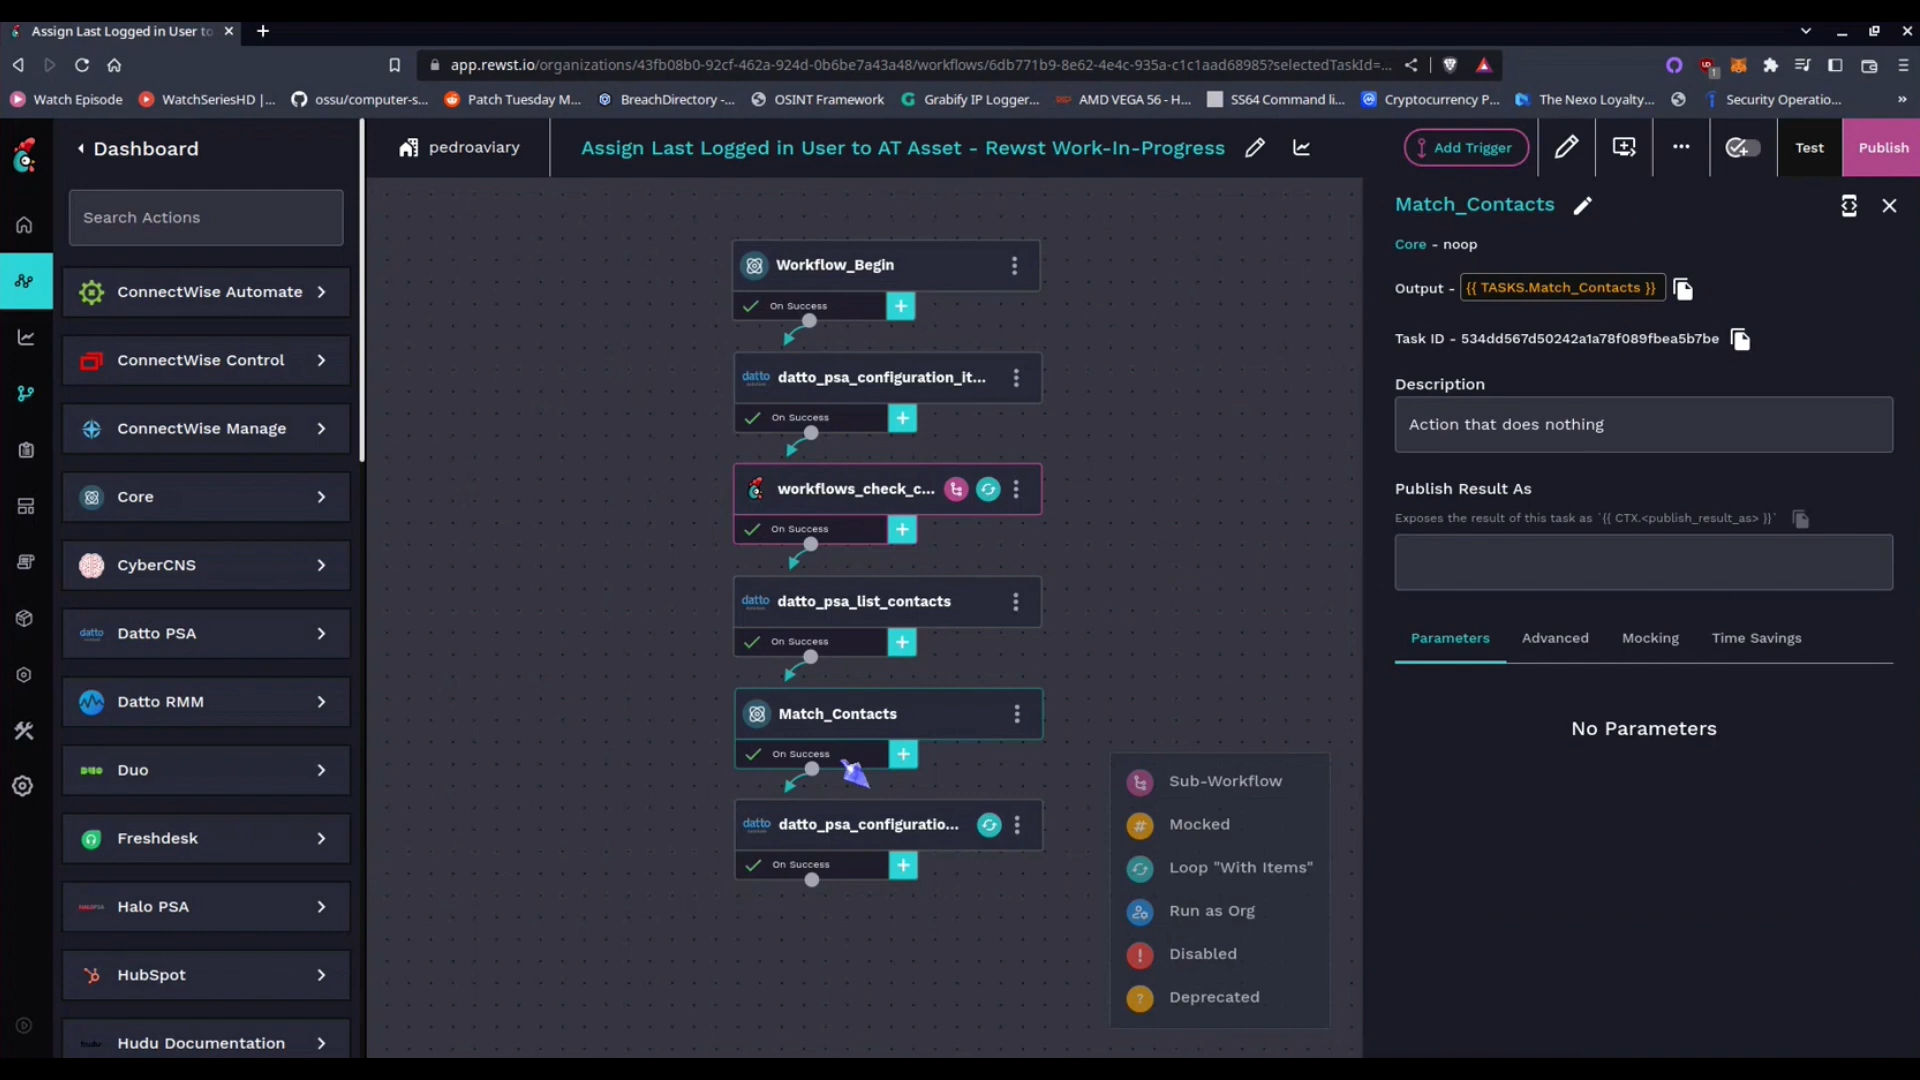 Assign Last Logged in User to
app.rewst.io/organizations/43fb08b0-92cf-462a-924d-0b6be7a43a48/workflows/6db771b9-8e62-4e4c-935a-c1c1aad68985?selectedTaskId=...
Watch Episode
WatchSeriesHD |...
ossu/computer-s...
Patch Tuesday M...
BreachDirectory -...
OSINT Framework
Grabify IP Logger...
AMD VEGA 56 - H...
SS64 Command li...
Cryptocurrency P...
The Nexo Loyalty...
Security Operatio...
Dashboard
pedroaviary
Assign Last Logged in User to AT Asset - Rewst Work-In-Progress
Add Trigger
Test
Publish
Search Actions
ConnectWise Automate
ConnectWise Control
ConnectWise Manage
Core
CyberCNS
datto
Datto PSA
Datto RMM
DUO
Duo
Freshdesk
HALOPSA
Halo PSA
HubSpot
hudu
Hudu Documentation
Workflow_Begin
On Success
datto
datto_psa_configuration_it...
On Success
workflows_check_c...
On Success
datto
datto_psa_list_contacts
On Success
Match_Contacts
On Success
datto
datto_psa_configuratio...
On Success
Sub-Workflow
# Mocked
Loop "With Items"
Run as Org
! Disabled
? Deprecated
Match_Contacts
Core - noop
Output - {{ TASKS.Match_Contacts }}
Task ID - 534dd567d50242a1a78f089fbea5b7be
Description
Action that does nothing
Publish Result As
Exposes the result of this task as `{{ CTX.<publish_result_as> }}`
Parameters
Advanced
Mocking
Time Savings
No Parameters